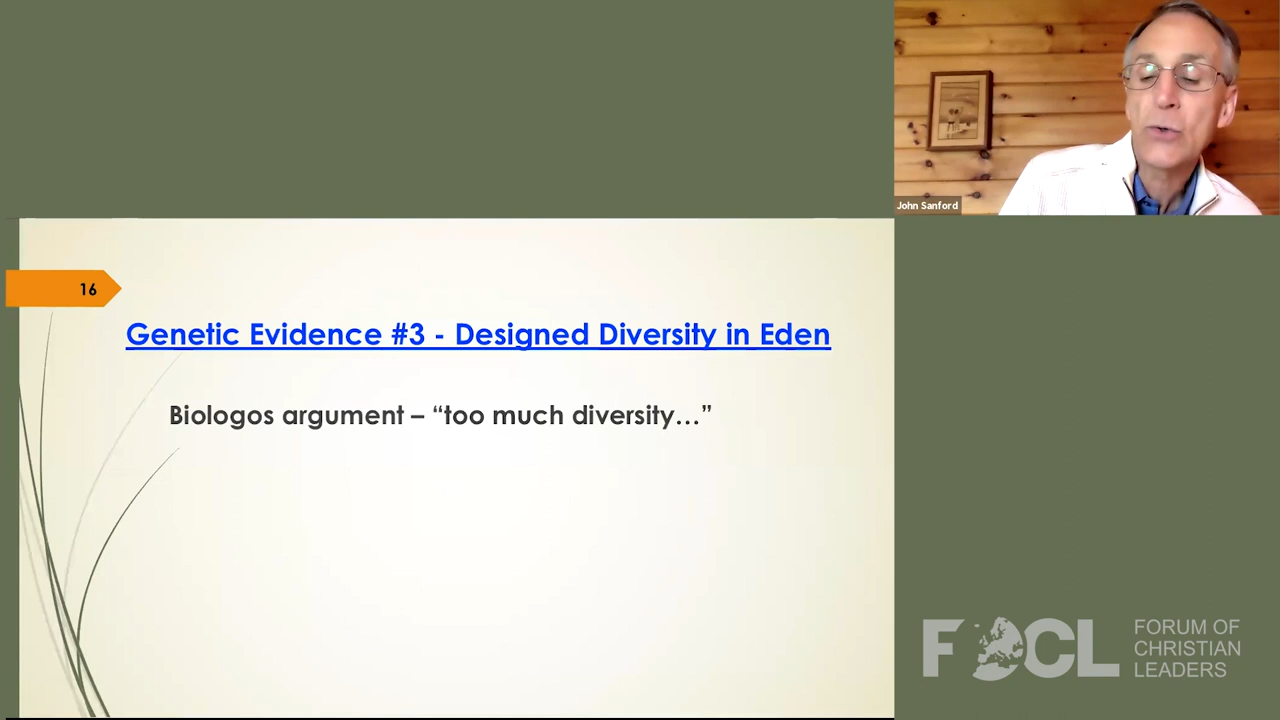 John Sanford
16
Genetic Evidence #3 - Designed Diversity in Eden
Biologos argument – “too much diversity…”
FOCL
FORUM OF
CHRISTIAN
LEADERS